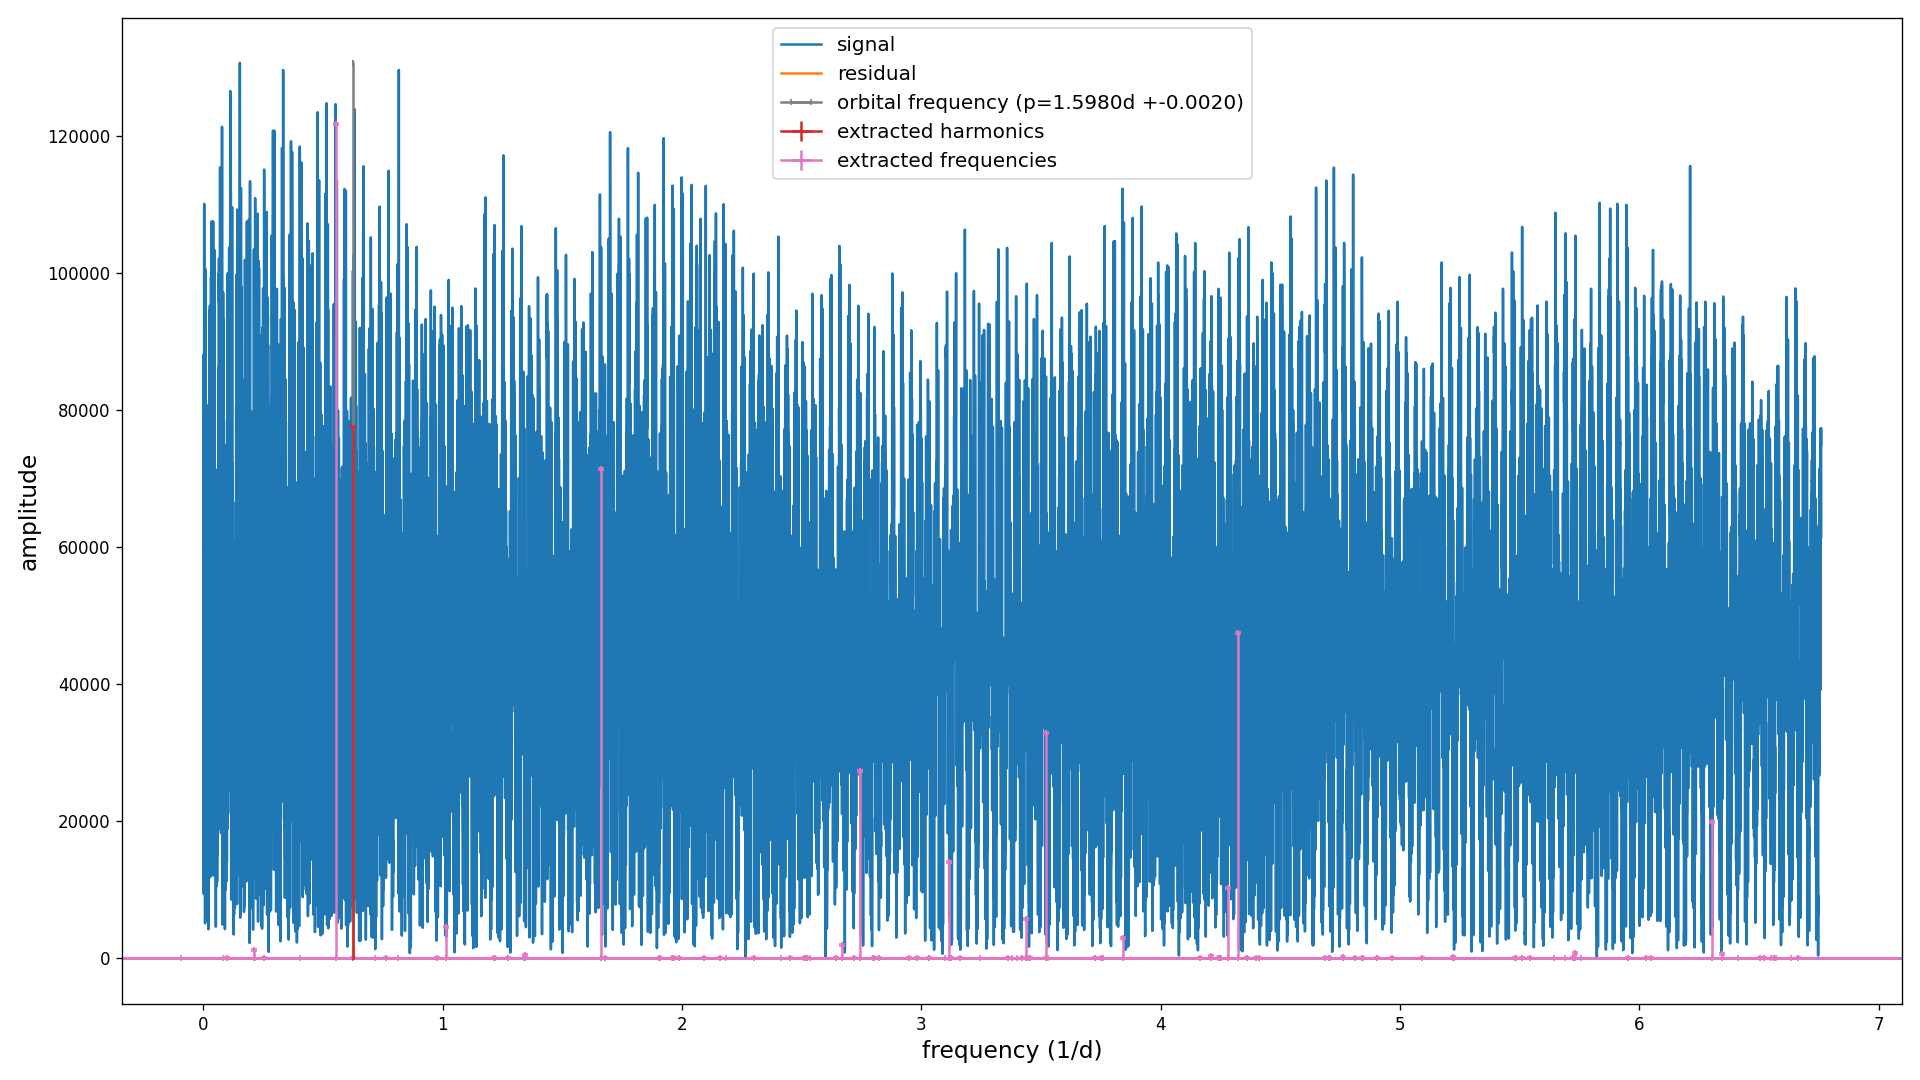 signal
residual
orbital frequency (p=1.5980d +-0.0020)
extracted harmonics
extracted frequencies
amplitude
120000
100000
80000
60000
40000
20000
0
0 1 2 3 4 5 6 7
frequency (1/d)